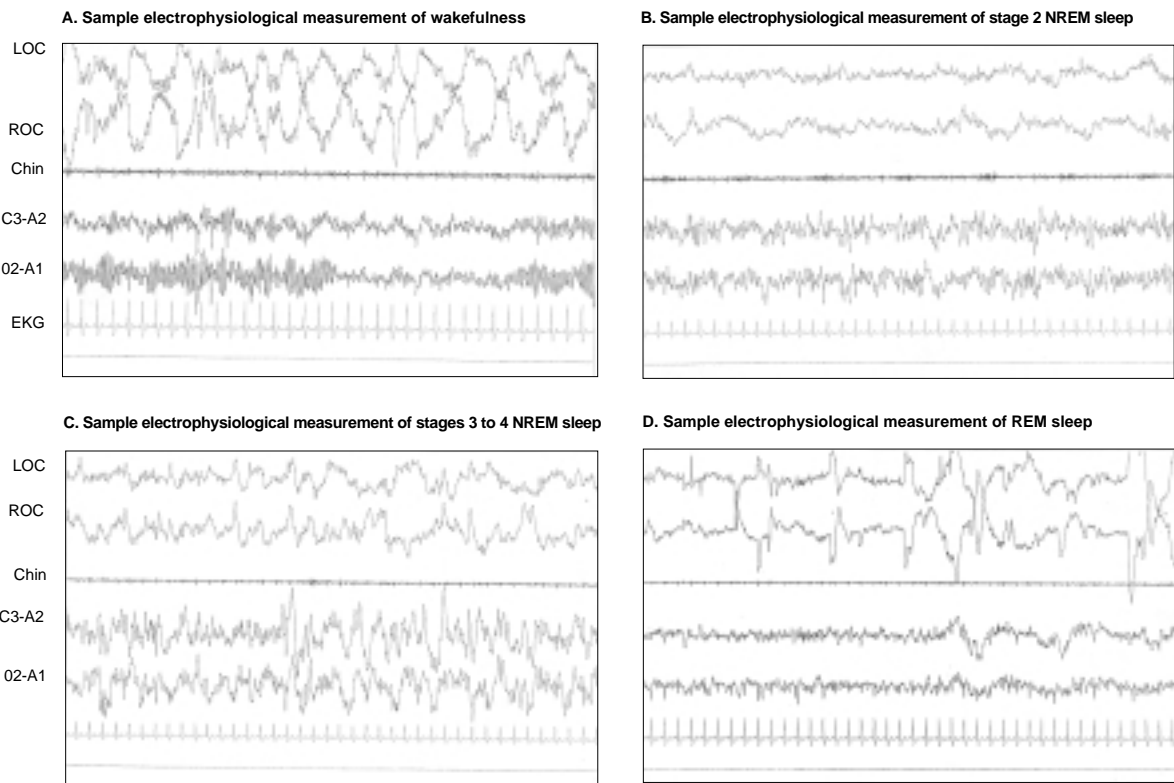 A. Sample electrophysiological measurement of wakefulness
LOC
ROC
Chin
C3-A2
02-A1
EKG
B. Sample electrophysiological measurement of stage 2 NREM sleep
C. Sample electrophysiological measurement of stages 3 to 4 NREM sleep
LOC
ROC
Chin
C3-A2
02-A1
D. Sample electrophysiological measurement of REM sleep